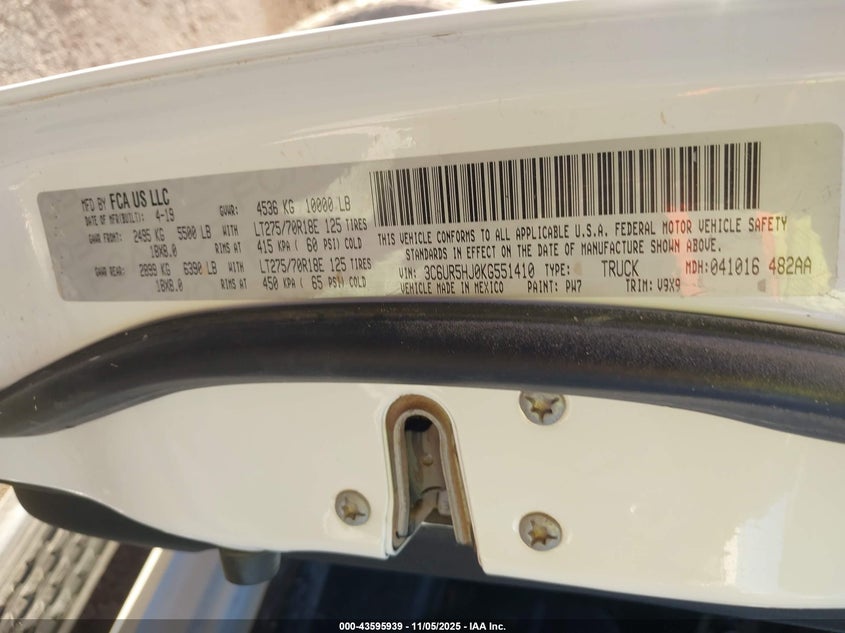 MFD BY FCA US LLC
DATE OF MFR(BUILT): 4-19 GVWR: 4536 KG 10000 LB
GAWR FRONT: 2495 KG 5500 LB WITH LT275/70R18E 125 TIRES
18X8.0 RIMS AT 415 KPA ( 60 PSI) COLD
GAWR REAR: 2899 KG 6390 LB WITH LT275/70R18E 125 TIRES
18X8.0 RIMS AT 450 KPA ( 65 PSI) COLD
THIS VEHICLE CONFORMS TO ALL APPLICABLE U.S.A. FEDERAL MOTOR VEHICLE SAFETY
STANDARDS IN EFFECT ON THE DATE OF MANUFACTURE SHOWN ABOVE.
VIN: 3C6UR5HJ0KG551410 TYPE: TRUCK MDH: 041016 482AA
VEHICLE MADE IN MEXICO PAINT: PW7 TRIM: V9X9
000-43595939 - 11/05/2025 - IAA Inc.